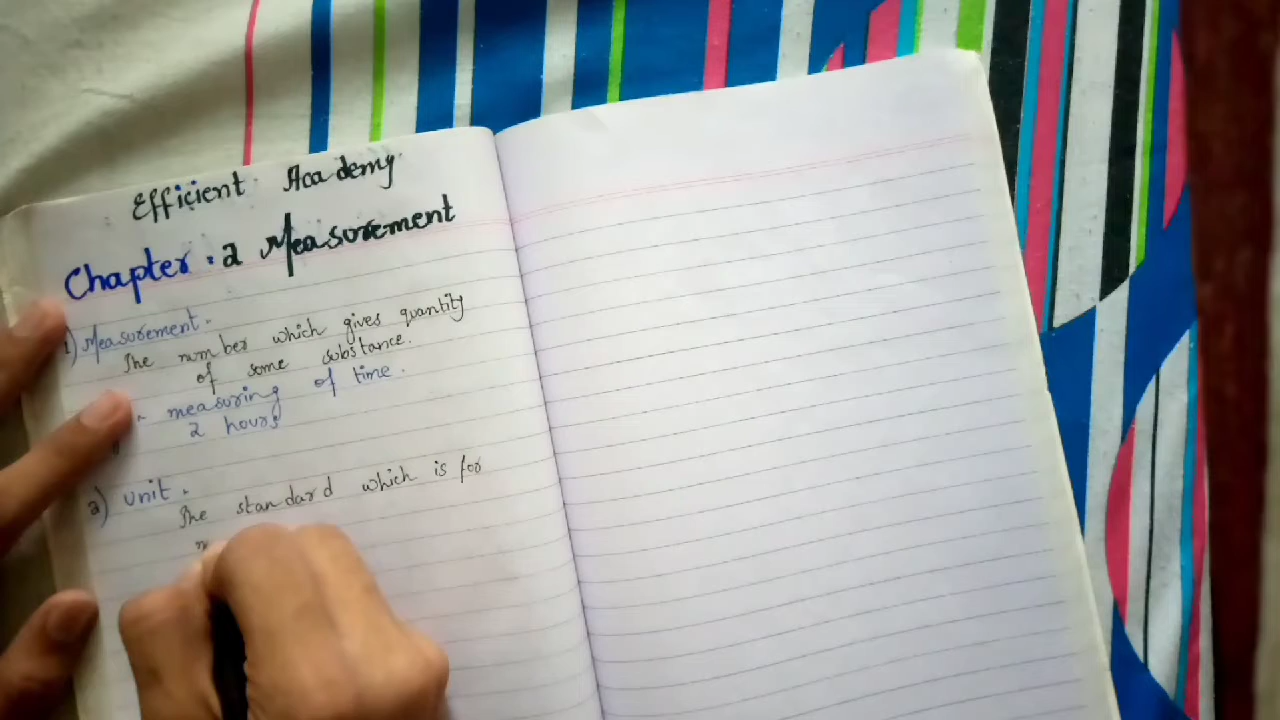 Efficient Academy
Chapter : 2 Measurement
1) Measurement -
The number which gives quantity
of some substance.
measuring of time.
2 hours
2) unit -
The standard which is for